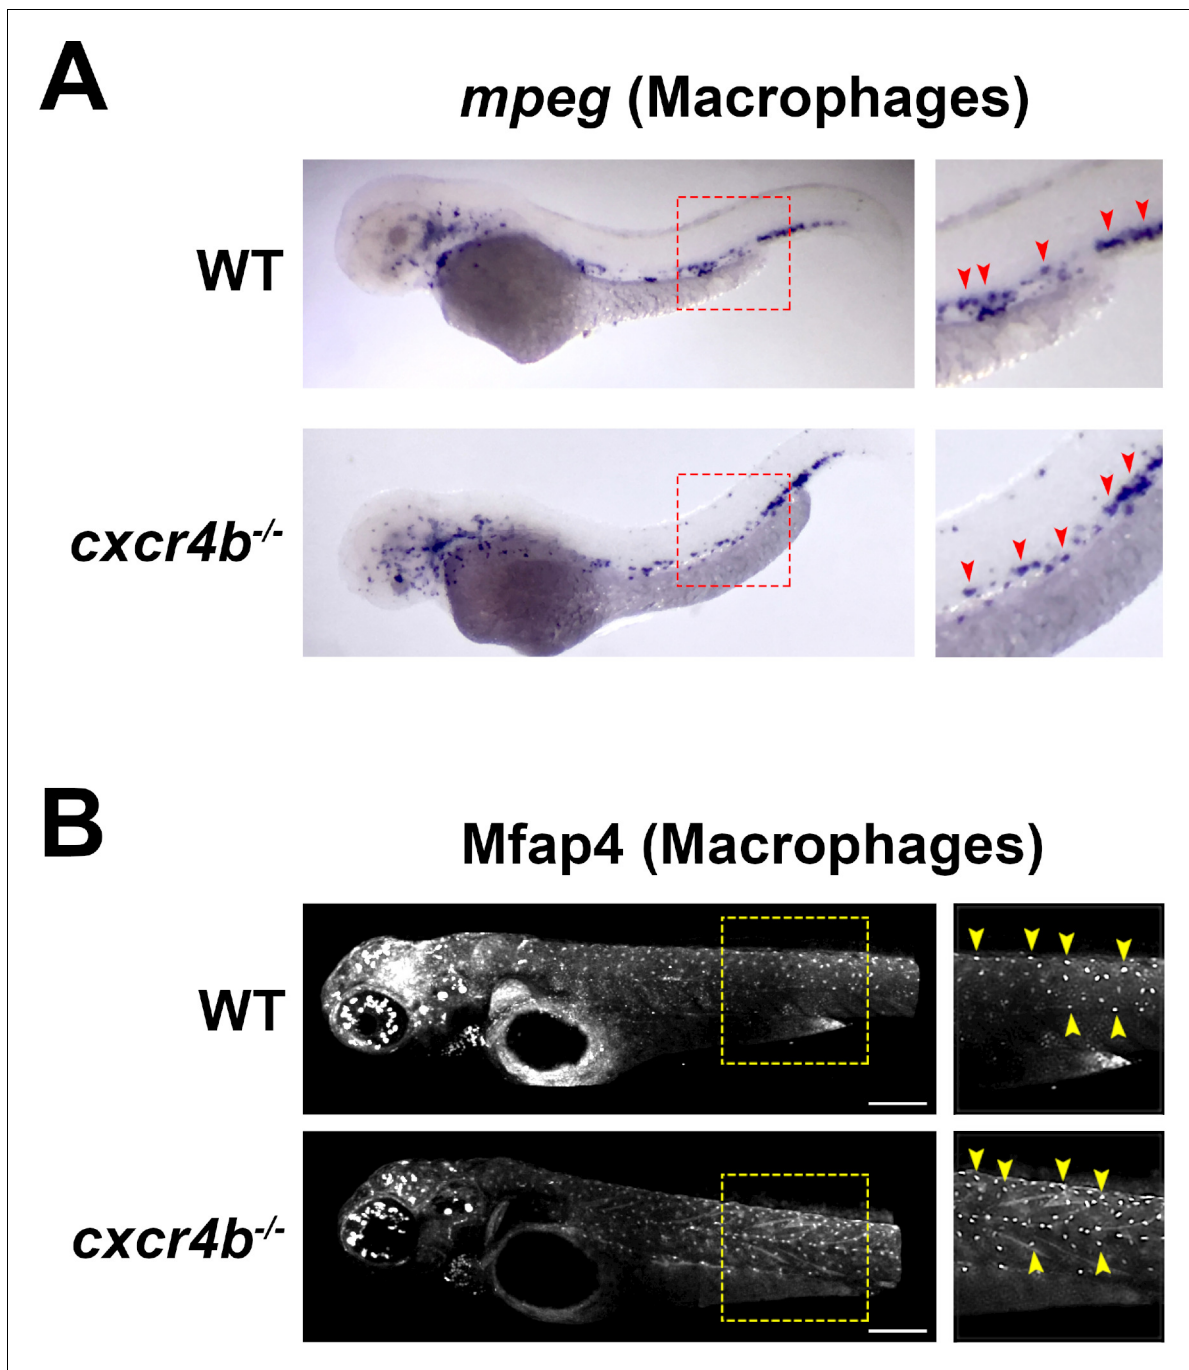 A
mpeg (Macrophages)
WT
cxcr4b-/-
B
Mfap4 (Macrophages)
WT
cxcr4b-/-